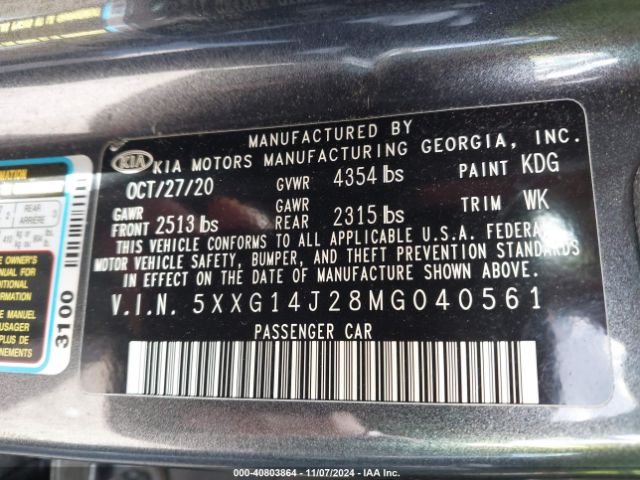 MANUFACTURED BY
KIA KIA MOTORS MANUFACTURING GEORGIA, INC.
OCT/27/20 GVWR 4354 lbs PAINT KDG
GAWR FRONT 2513 lbs GAWR REAR 2315 lbs TRIM WK
THIS VEHICLE CONFORMS TO ALL APPLICABLE U.S.A. FEDERAL
MOTOR VEHICLE SAFETY, BUMPER, AND THEFT PREVENTION STANDARDS
IN EFFECT ON THE DATE OF MANUFACTURE SHOWN ABOVE.
V.I.N. 5XXG14J28MG040561
PASSENGER CAR
REAR
ARRIERE
3100
000-40803864 - 11/07/2024 - IAA Inc.